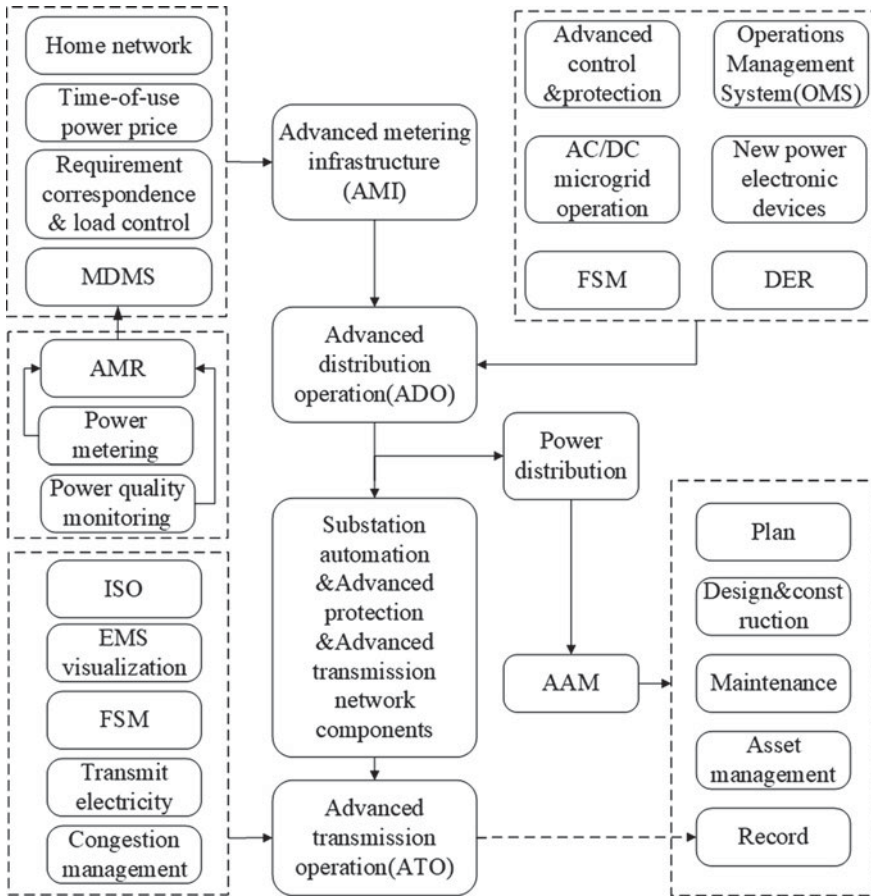 Home network
Time-of-use
power price
Requirement
correspondence
& load control
MDMS
AMR
Power
metering
Power quality
monitoring
ISO
EMS
visualization
FSM
Transmit
electricity
Congestion
management
Advanced metering
infrastructure
(AMI)
Advanced
distribution
operation(ADO)
Substation
automation
&Advanced
protection
&Advanced
transmission
network
components
Advanced
transmission
operation(ATO)
Power
distribution
AAM
Advanced
control
&protection
Operations
Management
System(OMS)
AC/DC
microgrid
operation
New power
electronic
devices
FSM
DER
Plan
Design&const
ruction
Maintenance
Asset
management
Record